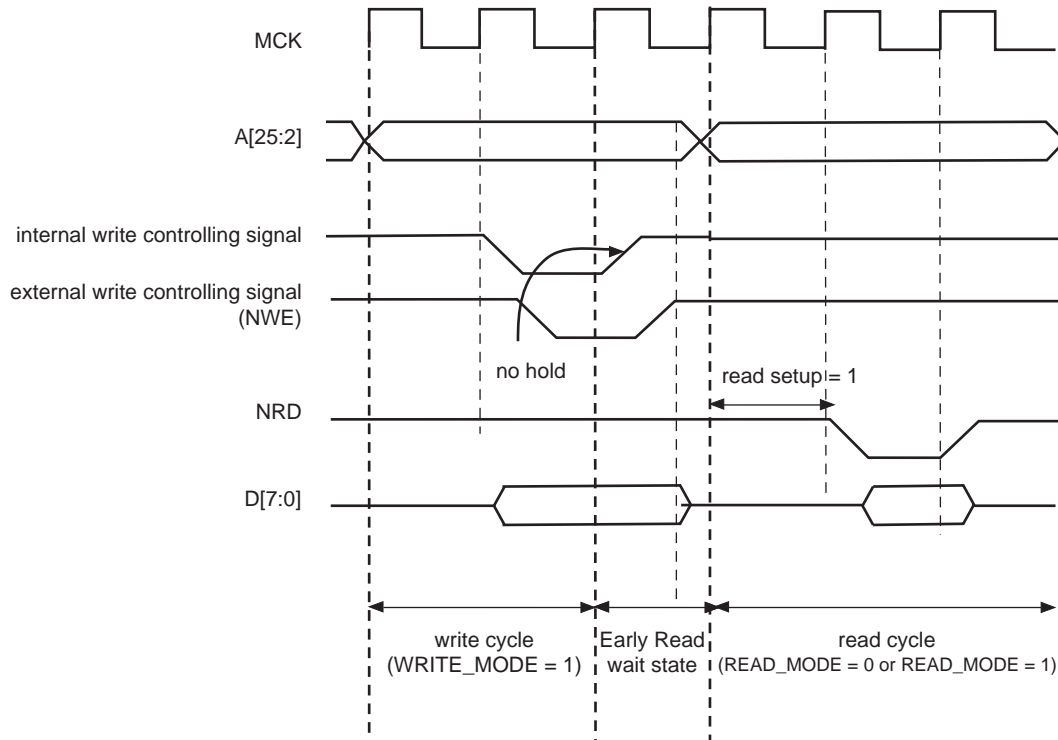 MCK
A[25:2]
internal write controlling signal
external write controlling signal
(NWE)
no hold
read setup = 1
NRD
D[7:0]
write cycle
(WRITE_MODE = 1)
Early Read
wait state
read cycle
(READ_MODE = 0 or READ_MODE = 1)